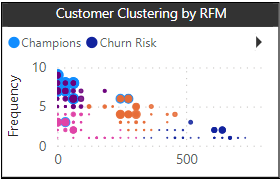 Customer Clustering by RFM
Champions Churn Risk
Frequency
10
5
0
0 500